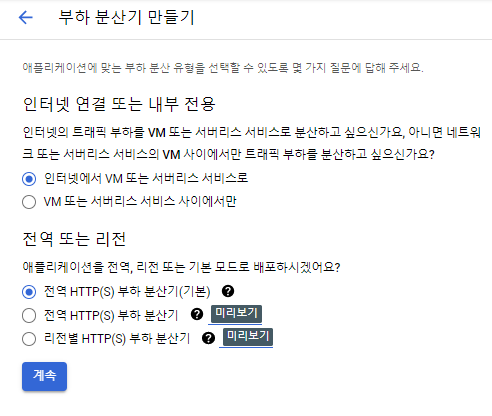 부하 분산기 만들기
애플리케이션에 맞는 부하 분산 유형을 선택할 수 있도록 몇 가지 질문에 답해 주세요.
인터넷 연결 또는 내부 전용
인터넷의 트래픽 부하를 VM 또는 서버리스 서비스로 분산하고 싶으신가요, 아니면 네트워
크 또는 서버리스 서비스의 VM 사이에서만 트래픽 부하를 분산하고 싶으신가요?
인터넷에서 VM 또는 서버리스 서비스로
VM 또는 서버리스 서비스 사이에서만
전역 또는 리전
애플리케이션을 전역, 리전 또는 기본 모드로 배포하시겠어요?
전역 HTTP(S) 부하 분산기(기본) ?
전역 HTTP(S) 부하 분산기 ? 미리보기
리전별 HTTP(S) 부하 분산기 ? 미리보기
계속